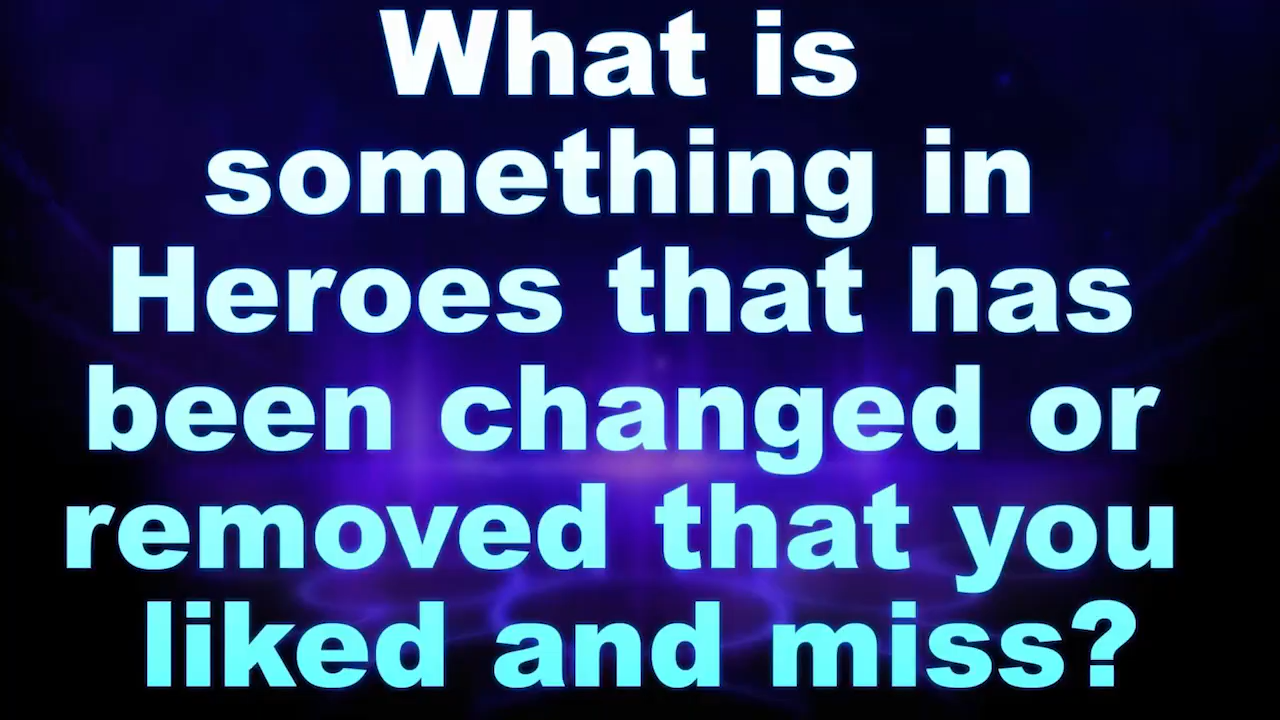 What is
something in
Heroes that has
been changed or
removed that you
liked and miss?